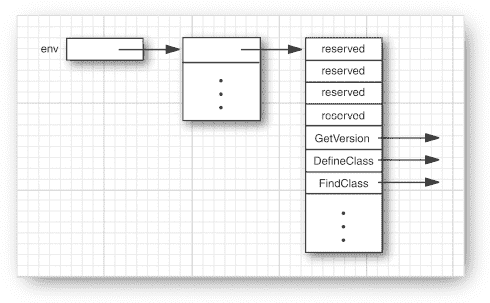 env
reserved
reserved
reserved
reserved
GetVersion
DefineClass
FindClass